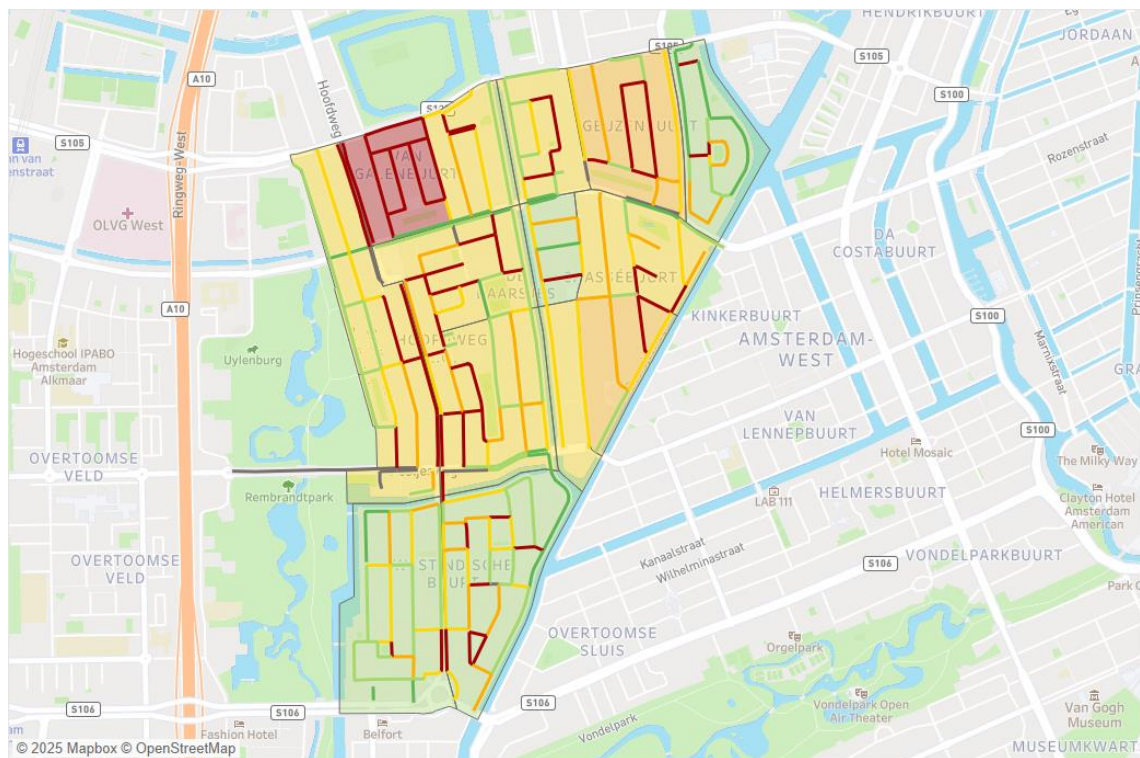 HENDRIKBUURT
JORDAAN
S105
S105
A10
S100
Hoofdweg
S105
Rozenstraat
GEUZENBUURT
VAN
GALENBUURT
Ringweg-West
OLVG West
DA
COSTABUURT
Prinsengracht
A10
KINKERBUURT
S100
AMSTERDAM-
WEST
Marnixstraat
Hogeschool IPABO
Amsterdam
Alkmaar
Uylenburg
HOOFDWEG
VAN
LENNEPBUURT
S100
Hotel Mosaic
The Milky Way
OVERTOOMSE
VELD
Rembrandtpark
LAB 111
HELMERSBUURT
Clayton Hotel
Amsterdam
American
Kanaalstraat
Wilhelminastraat
VONDELPARKBUURT
OVERTOOMSE
VELD
S106
BUURT
OVERTOOMSE
SLUIS
Orgelpark
S106
S106
S106
Vondelpark
Vondelpark Open
Air Theater
Van Gogh
Museum
Fashion Hotel
Belfort
MUSEUMKWART
© 2025 Mapbox © OpenStreetMap